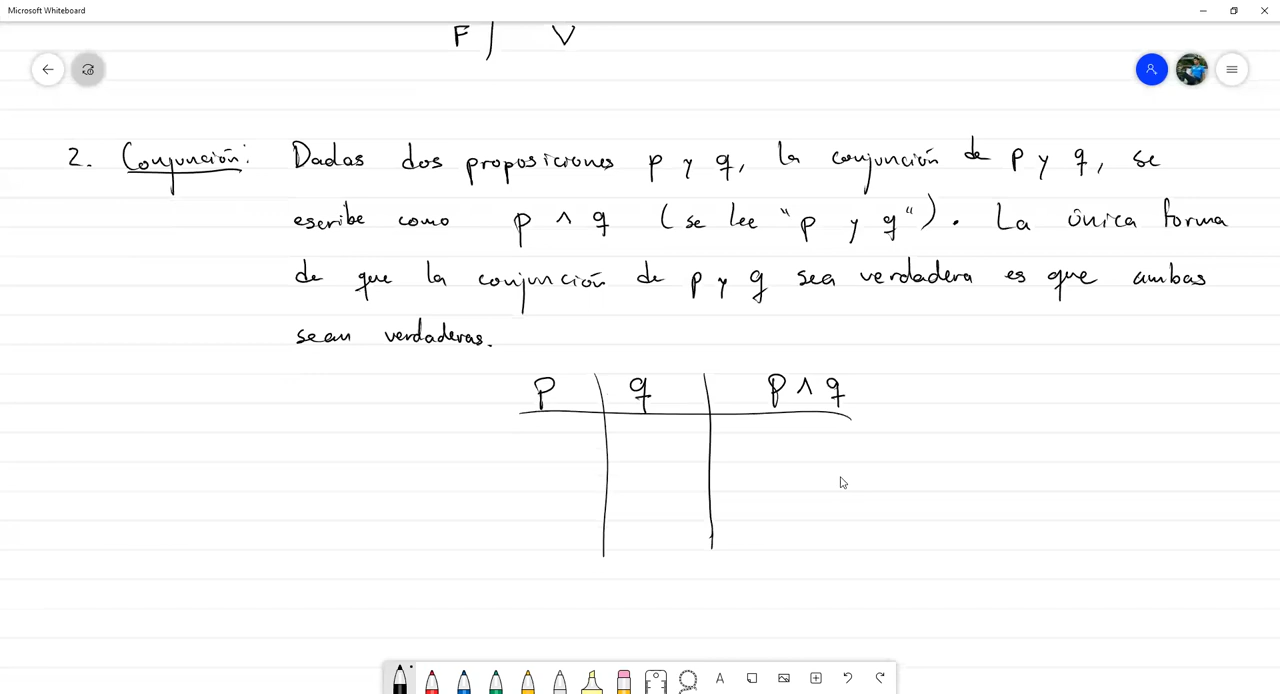 Microsoft Whiteboard
F V
2. Conjunción: Dadas dos proposiciones p y q, la conjunción de p y q, se
escribe como p ∧ q (se lee "p y q"). La única forma
de que la conjunción de p y q sea verdadera es que ambas
sean verdaderas.
p q p ∧ q
A